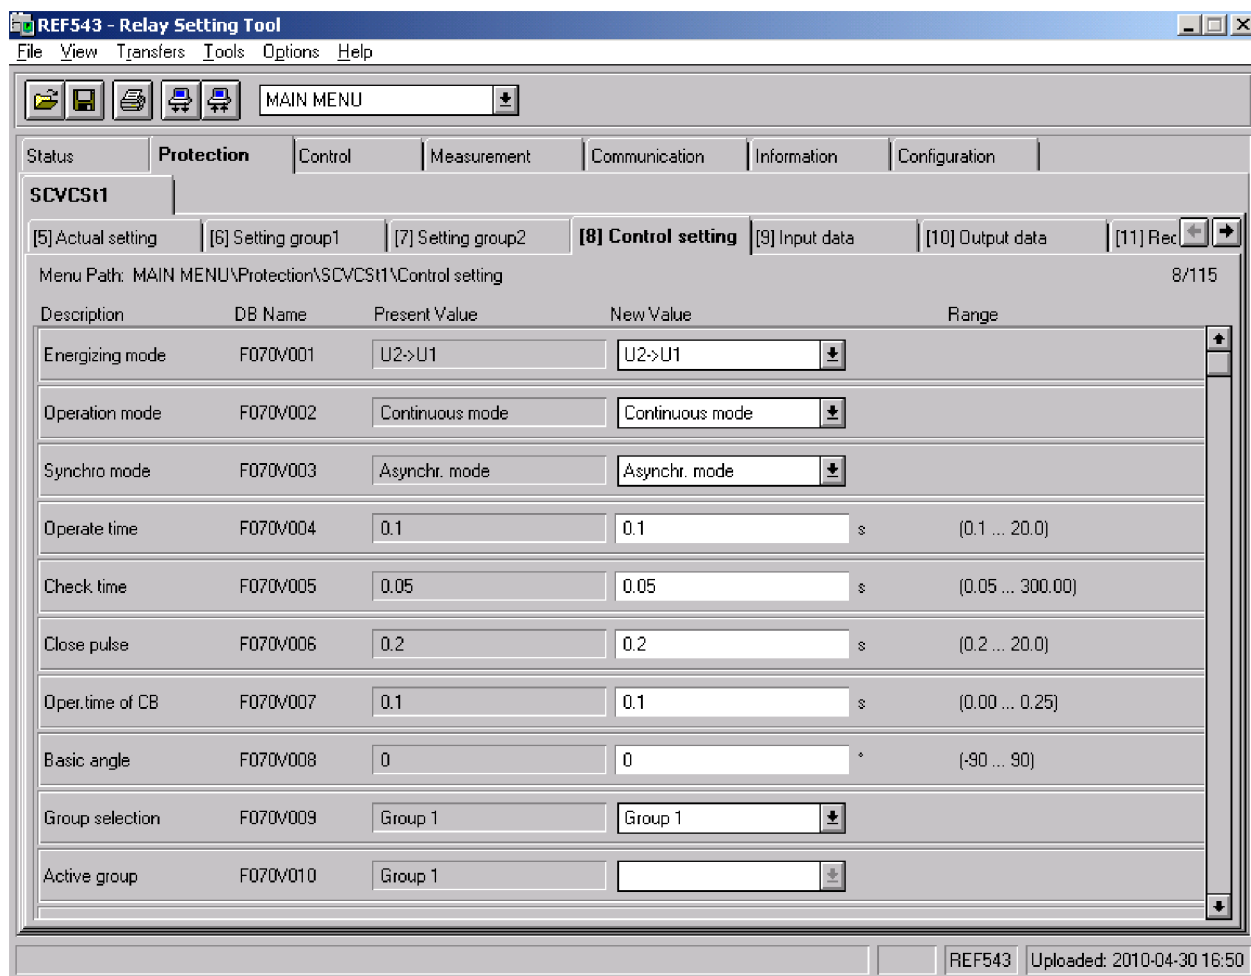 REF543 - Relay Setting Tool
File View Transfers Tools Options Help
MAIN MENU
Status Protection Control Measurement Communication Information Configuration
SCVCSt1
[5] Actual setting [6] Setting group1 [7] Setting group2 [8] Control setting [9] Input data [10] Output data [11] Rec
Menu Path: MAIN MENU\Protection\SCVCSt1\Control setting 8/115
Description DB Name Present Value New Value Range
Energizing mode F070V001 U2->U1 U2->U1
Operation mode F070V002 Continuous mode Continuous mode
Synchro mode F070V003 Asynchr. mode Asynchr. mode
Operate time F070V004 0.1 0.1 s (0.1 ... 20.0)
Check time F070V005 0.05 0.05 s (0.05 ... 300.00)
Close pulse F070V006 0.2 0.2 s (0.2 ... 20.0)
Oper.time of CB F070V007 0.1 0.1 s (0.00 ... 0.25)
Basic angle F070V008 0 0 ° (-90 ... 90)
Group selection F070V009 Group 1 Group 1
Active group F070V010 Group 1
REF543 Uploaded: 2010-04-30 16:50